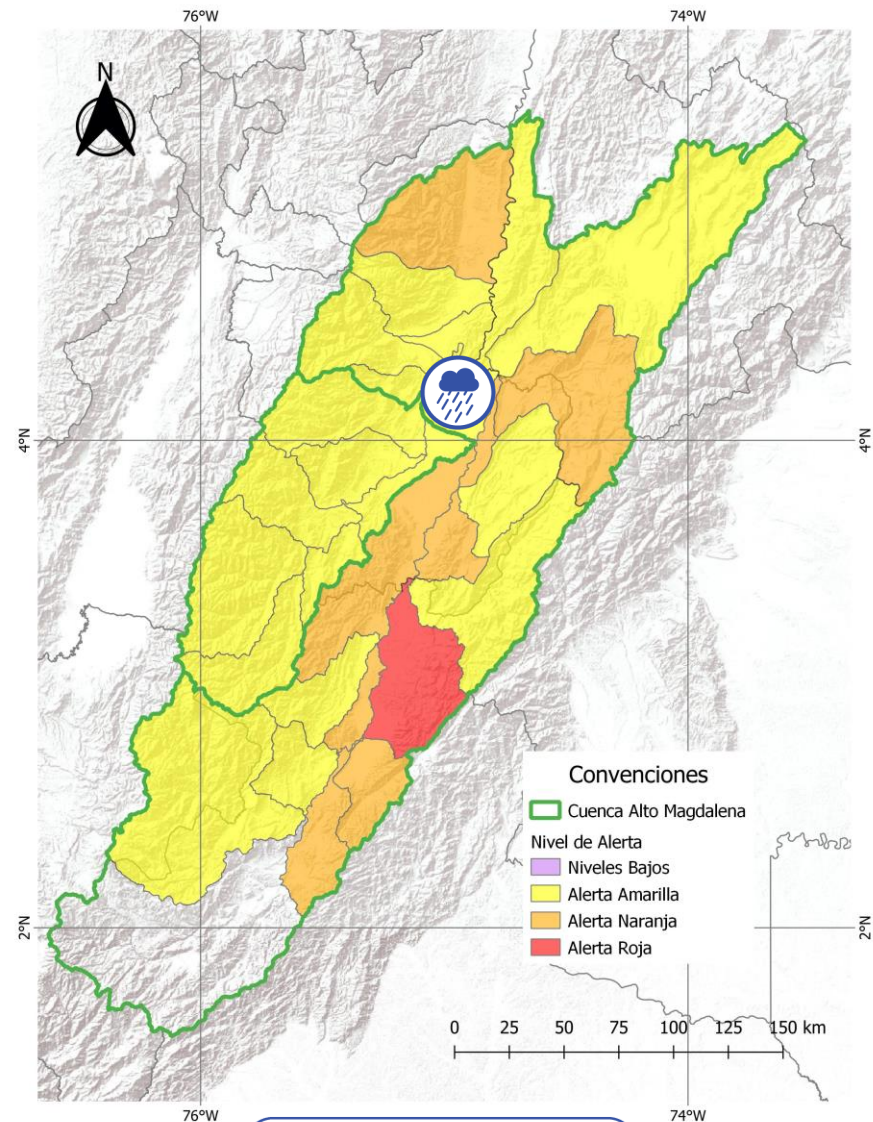 76°W
74°W
N
4°N
4°N
Convenciones
Cuenca Alto Magdalena
Nivel de Alerta
Niveles Bajos
Alerta Amarilla
Alerta Naranja
Alerta Roja
2°N
2°N
0 25 50 75 100 125 150 km
76°W
74°W